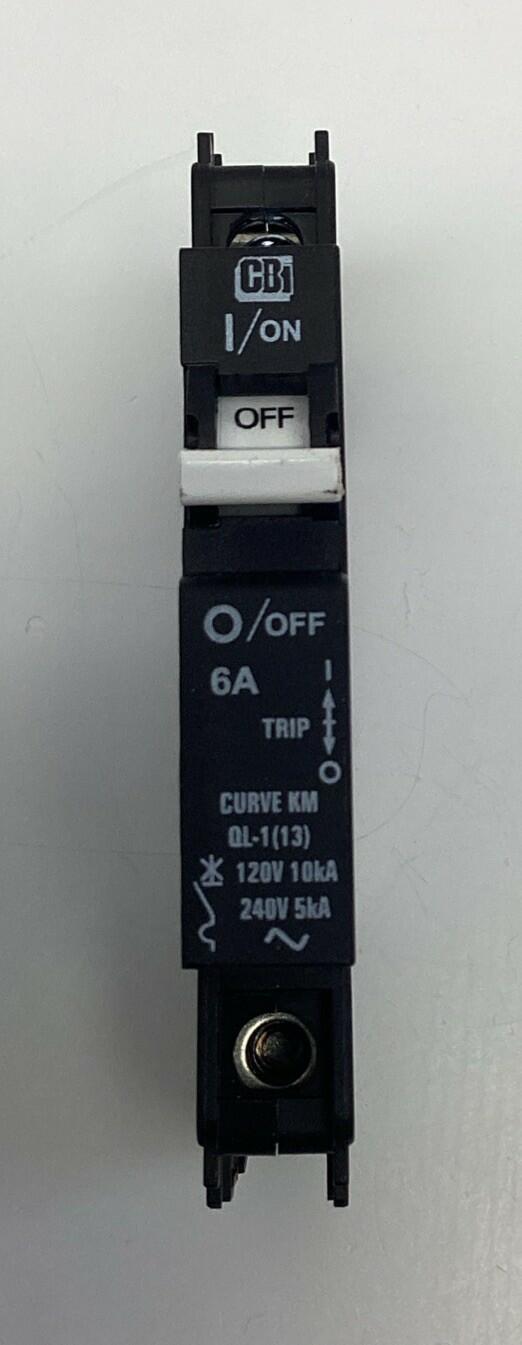 CBi
I/ON
OFF
O/OFF
6A
I
TRIP
O
CURVE KM
QL-1(13)
120V 10kA
240V 5kA